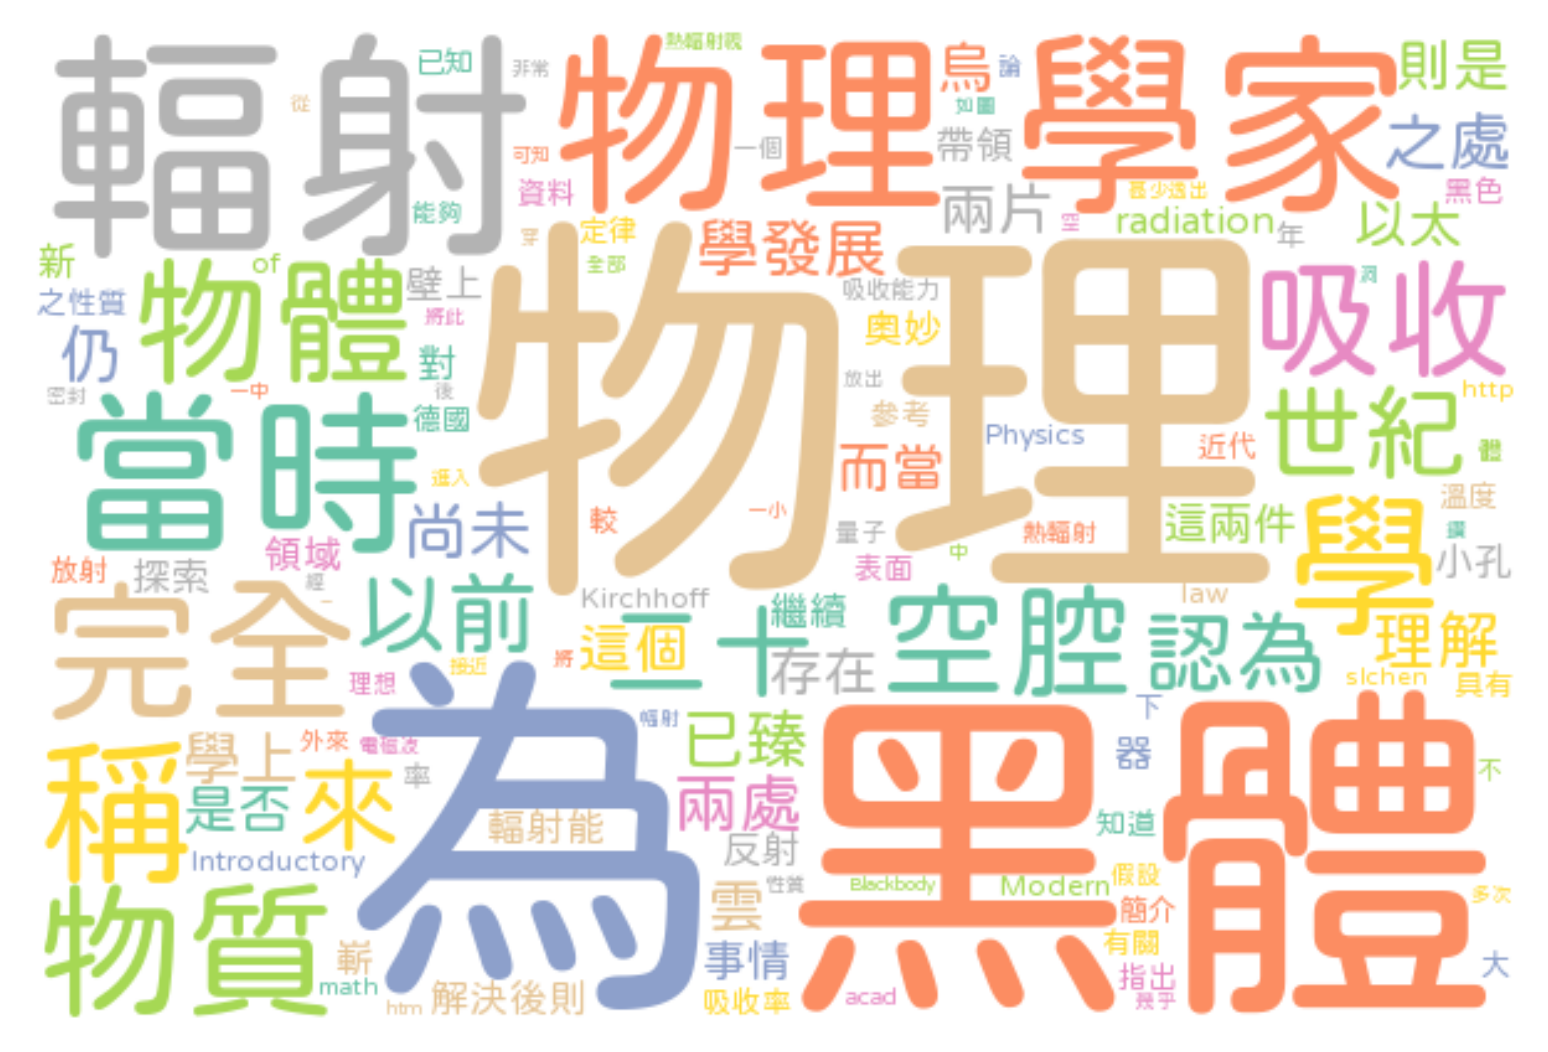 輻射
已知
非常
從
熱輻射現
物理學家
烏
論
如圖
則是
之處
黑色
可知
一個
帶領
資料
能夠
兩片
甚少逸出
radiation
年
以太
空
穿
定律
全部
學發展
新
of
之性質
物體
壁上
將此
仍
對
物理
吸收能力
奧妙
吸收
洞
密封
一中
後
放出
http
當時
德國
進入
參考
Physics
近代
世紀
體
而當
溫度
尚未
較
一小
量子
中
熱輻射
這兩件
領域
表面
學
小孔
放射
探索
經
law
完全
以前
Kirchhoff
二十
繼續
空腔
認為
理解
這個
將
接近
存在
slchen
具有
理想
為
幅射
已臻
黑體
下
器
不
稱
學上
外來
電磁波
率
是否
來
兩處
輻射能
知道
反射
Introductory
性質
Blackbody
Modern
假設
多次
物質
雲
簡介
有關
嶄
事情
指出
大
math
htm
解決後則
吸收率
acad
幾乎